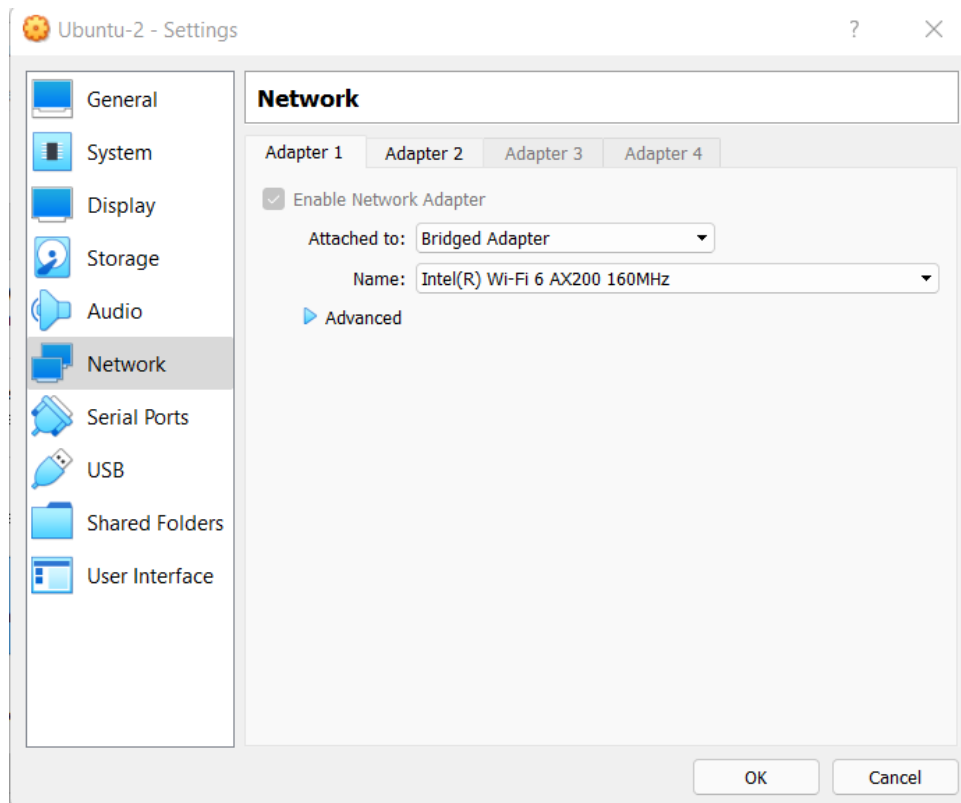 Ubuntu-2 - Settings
?
General
System
Display
Storage
Audio
Network
Serial Ports
USB
Shared Folders
User Interface
Network
Adapter 1
Adapter 2
Adapter 3
Adapter 4
Enable Network Adapter
Attached to: Bridged Adapter
Name: Intel(R) Wi-Fi 6 AX200 160MHz
Advanced
OK
Cancel